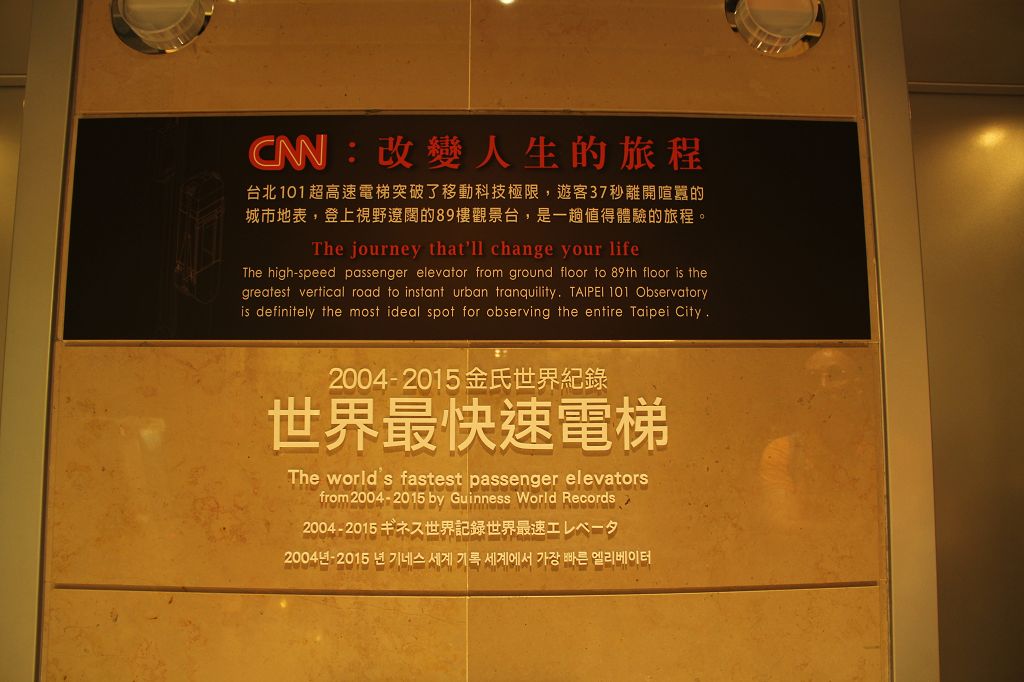 CNN：改變人生的旅程
台北101超高速電梯突破了移動科技極限，遊客37秒離開喧囂的
城市地表，登上視野遼闊的89樓觀景台，是一趟值得體驗的旅程。
The journey that'll change your life
The high-speed passenger elevator from ground floor to 89th floor is the
greatest vertical road to instant urban tranquility. TAIPEI 101 Observatory
is definitely the most ideal spot for observing the entire Taipei City.
2004-2015金氏世界紀錄
世界最快速電梯
The world's fastest passenger elevators
from 2004-2015 by Guinness World Records
2004-2015ギネス世界記録世界最速エレベータ
2004년-2015 년 기네스 세계 기록 세계에서 가장 빠른 엘리베이터